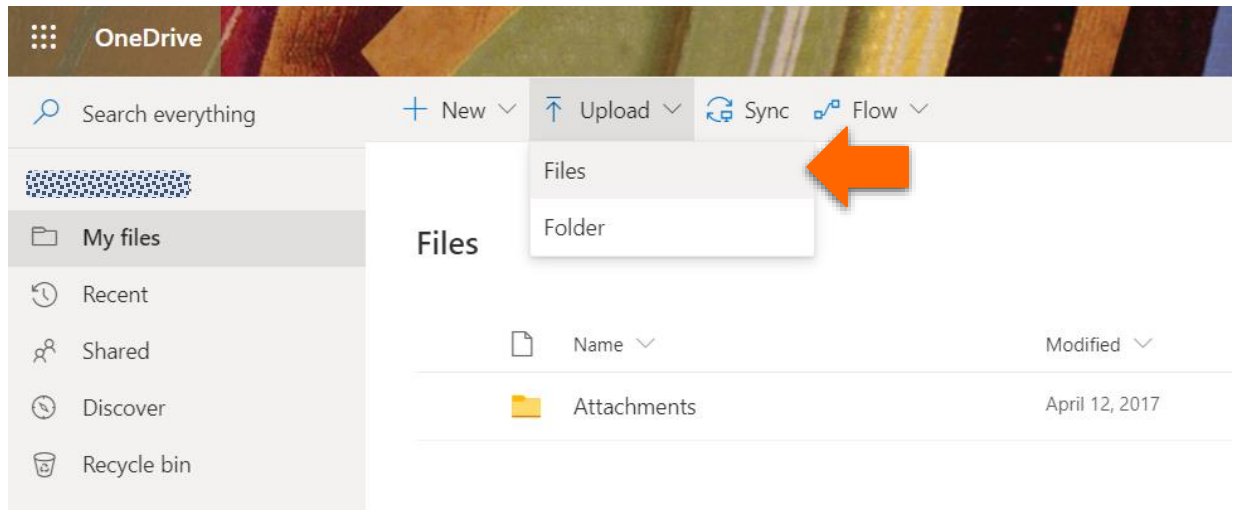 OneDrive
Search everything
New Upload Sync Flow
Files
Folder
My files
Recent
Shared
Discover
Recycle bin
Files
Name Modified
Attachments April 12, 2017